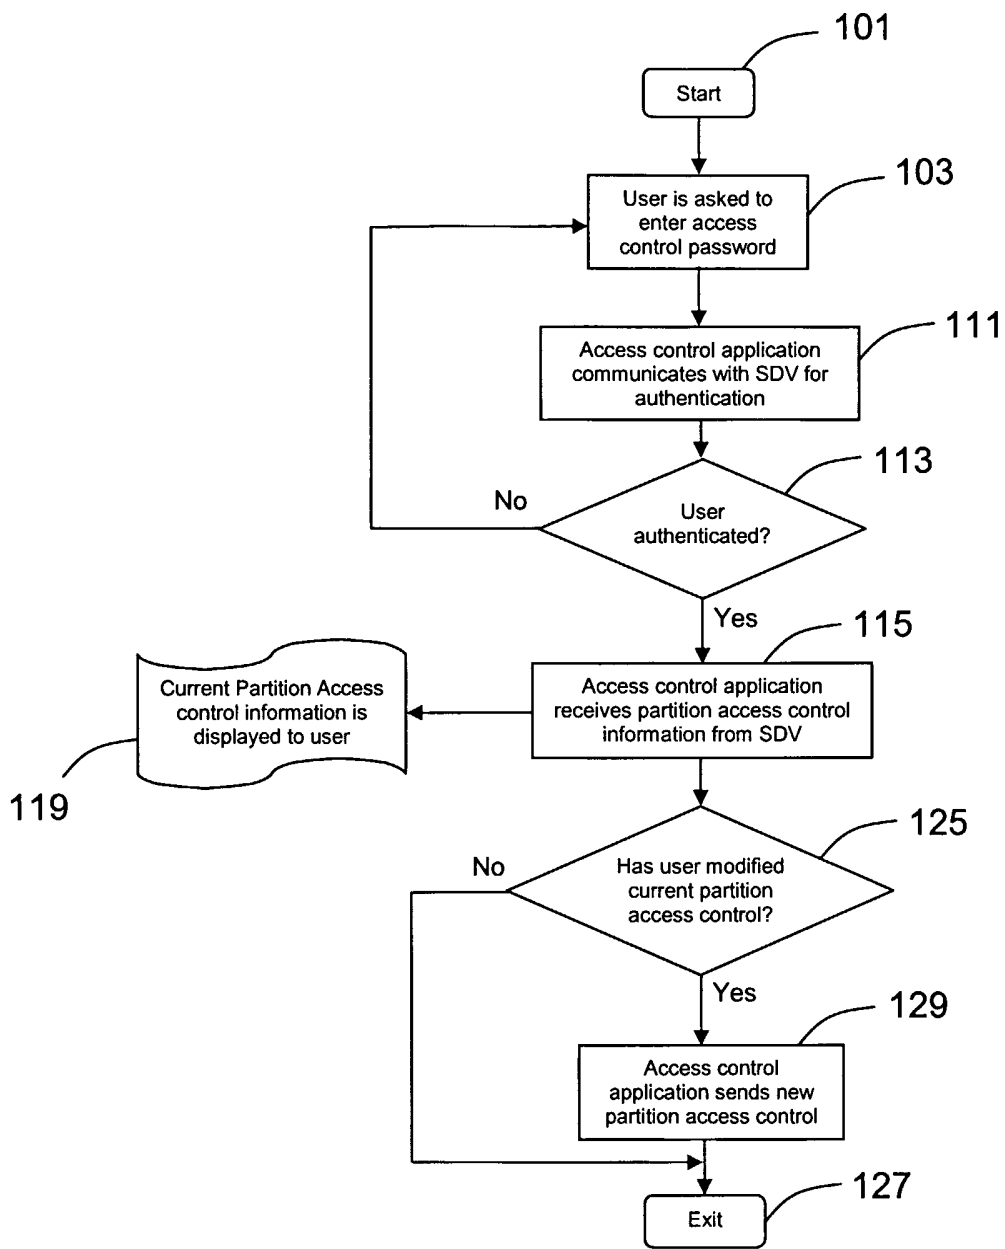 101
Start
103
User is asked to
enter access
control password
111
Access control application
communicates with SDV for
authentication
113
No
User
authenticated?
Yes
115
Access control application
receives partition access control
information from SDV
Current Partition Access
control information is
displayed to user
119
125
No
Has user modified
current partition
access control?
Yes
129
Access control
application sends new
partition access control
127
Exit